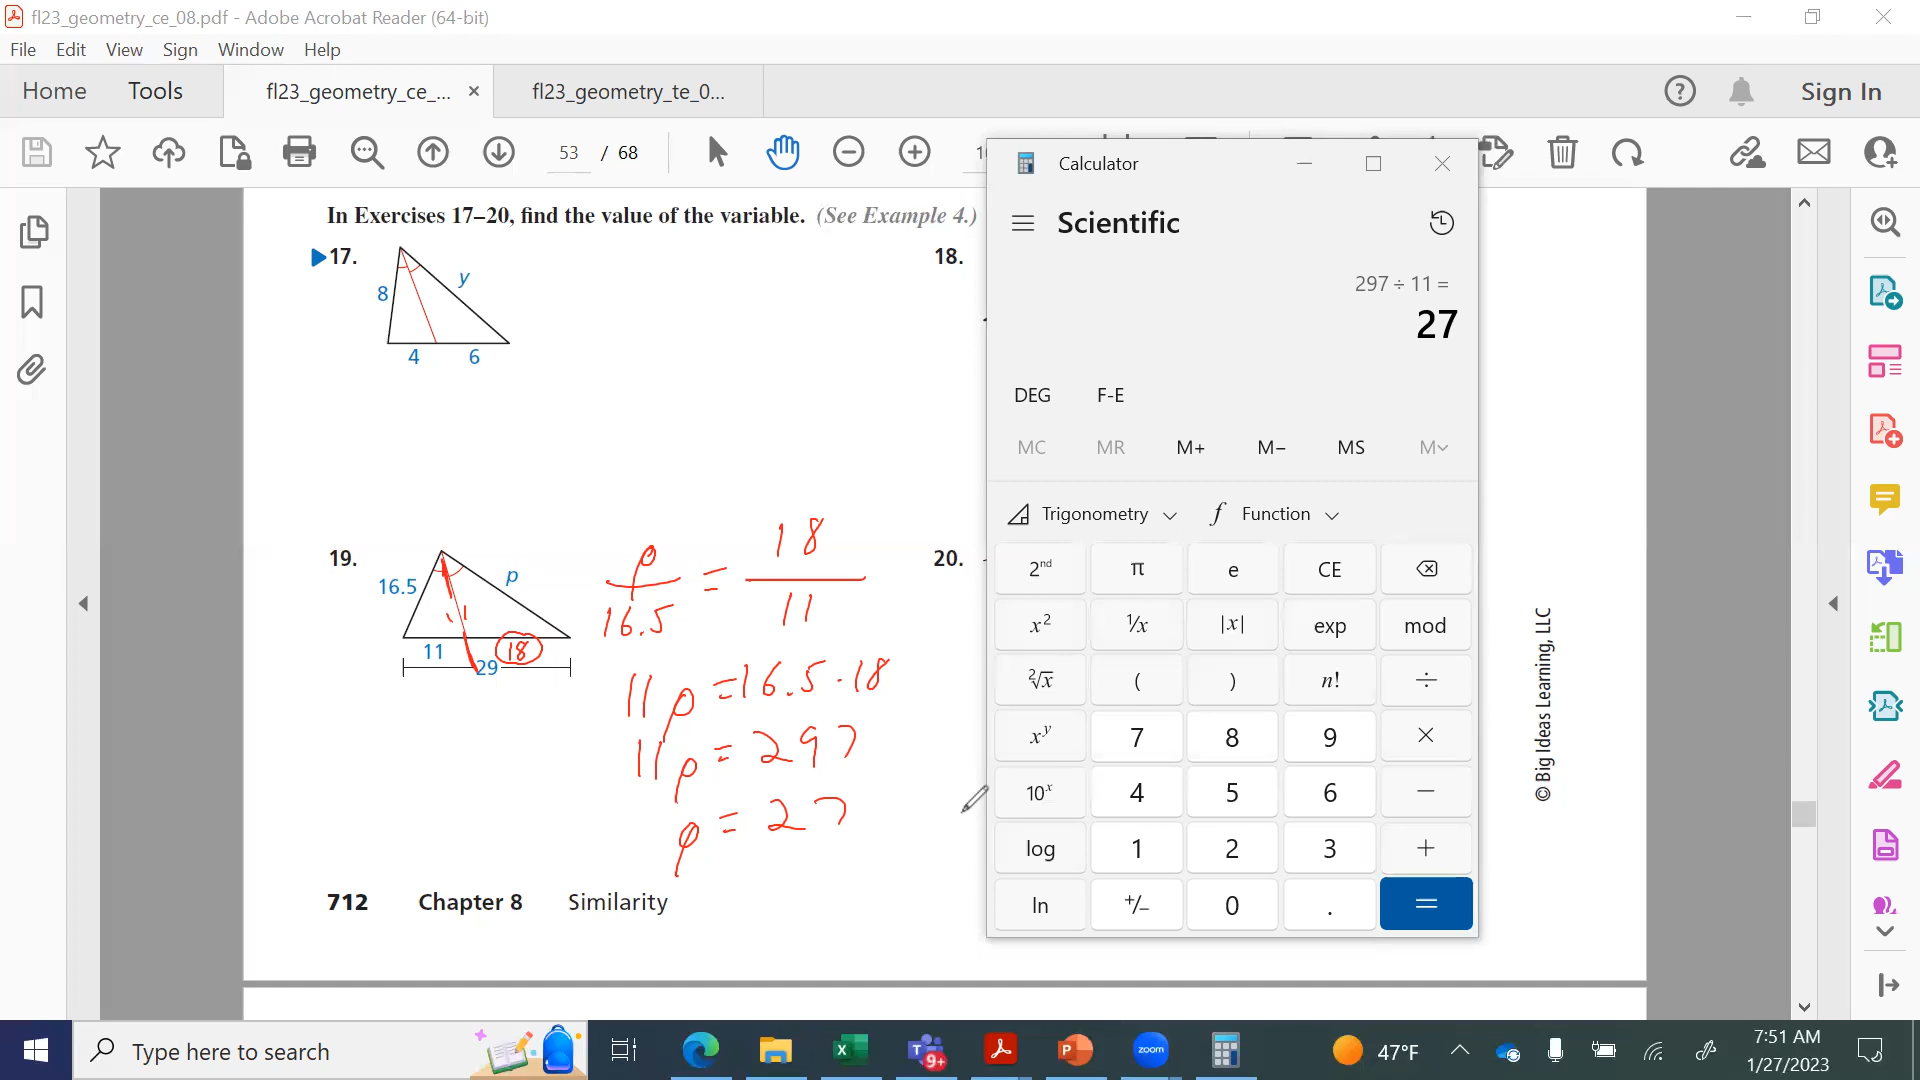 fl23_geometry_ce_08.pdf - Adobe Acrobat Reader (64-bit)
File Edit View Sign Window Help
Home Tools fl23_geometry_ce_... × fl23_geometry_te_0... Sign In
53 / 68
In Exercises 17–20, find the value of the variable. (See Example 4.)
17.
8
y
4 6
18.
19.
16.5
p
11
18
29
20.
p/16.5 = 18/11
11p = 16.5 · 18
11p = 297
p = 27
712 Chapter 8 Similarity
© Big Ideas Learning, LLC
Calculator
Scientific
297 ÷ 11 =
27
DEG F-E
MC MR M+ M− MS M
Trigonometry f Function
2nd π e CE
x² ¹/x |x| exp mod
²√x ( ) n! ÷
xʸ 7 8 9 ×
10ˣ 4 5 6 −
log 1 2 3 +
ln +/− 0 . =
Type here to search
9+
zoom
47°F
7:51 AM
1/27/2023